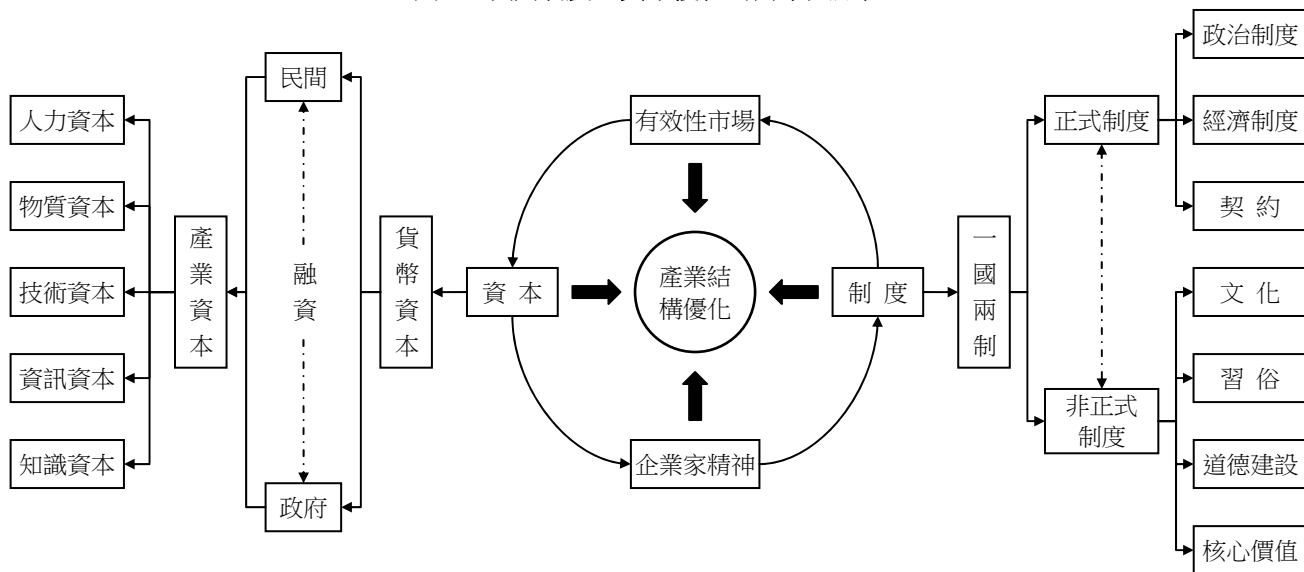 民間
政府
人力資本
物質資本
技術資本
資訊資本
知識資本
產業資本
融資
貨幣資本
資 本
有效性市場
產業結
構優化
企業家精神
制 度
一國兩制
正式制度
非正式
制度
政治制度
經濟制度
契 約
文 化
習 俗
道德建設
核心價值